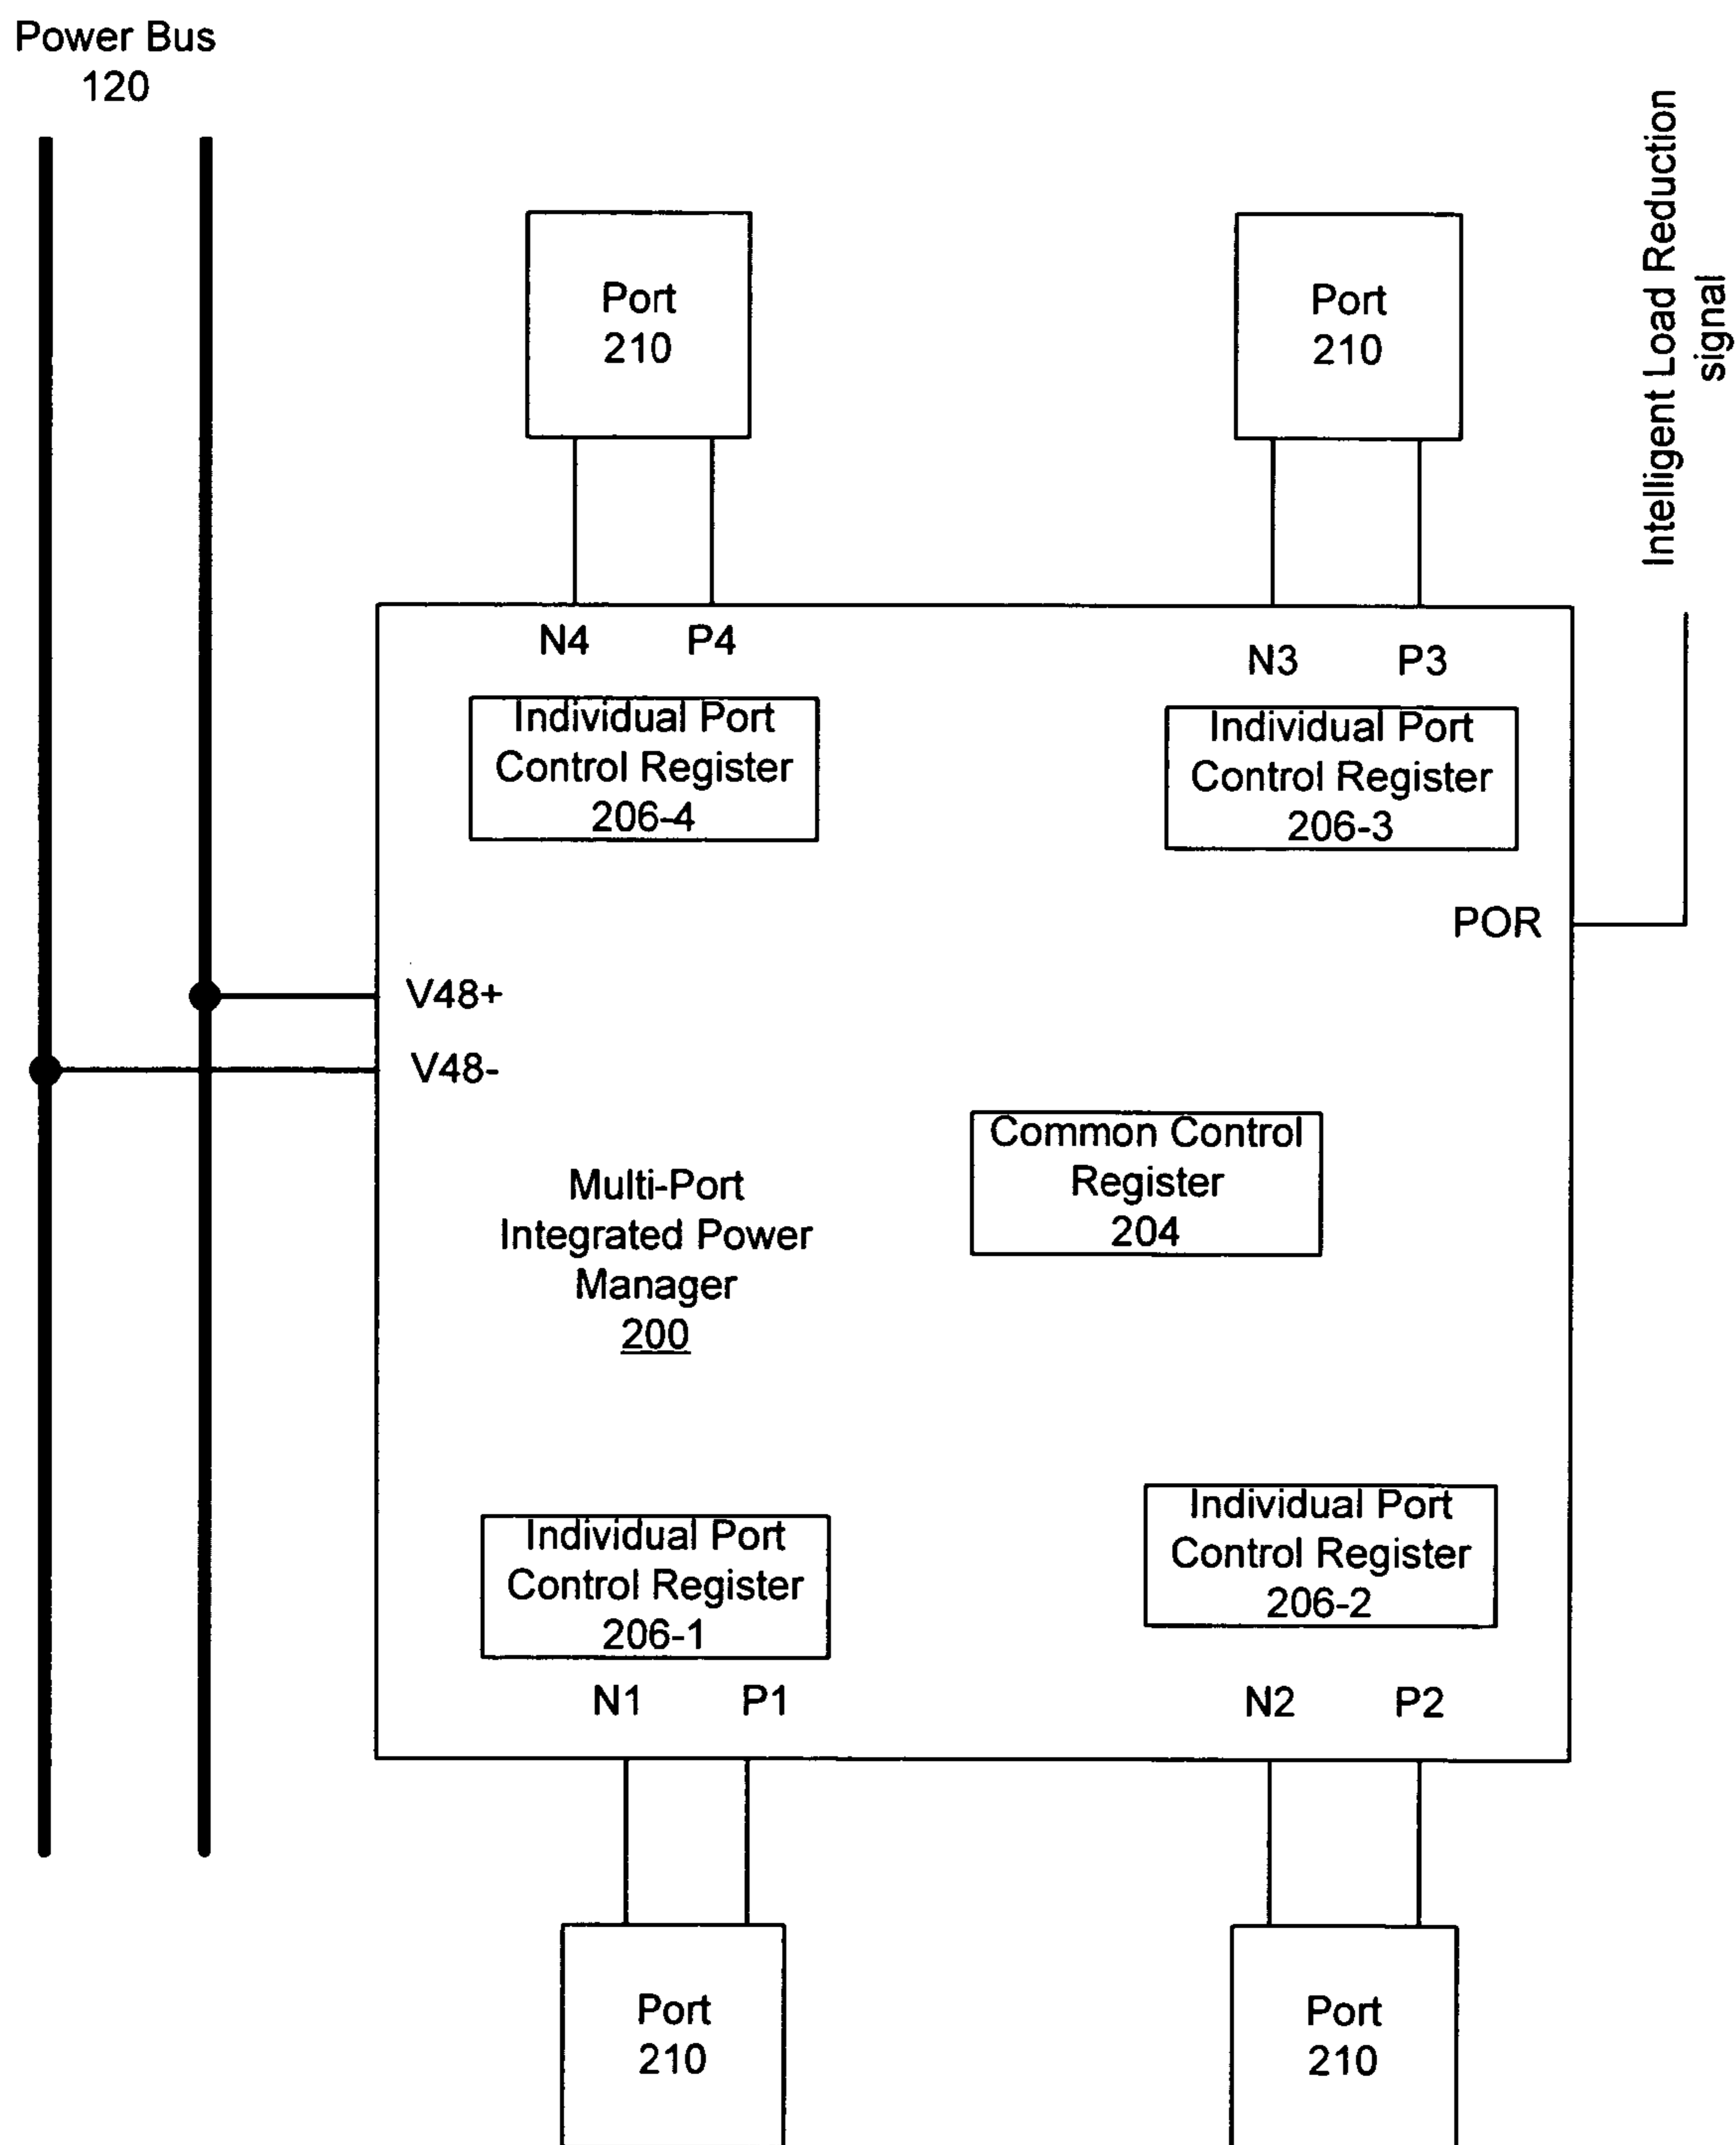 Power Bus
120
Intelligent Load Reduction
signal
Port
210
Port
210
N4
P4
N3
P3
Individual Port
Control Register
206-4
Individual Port
Control Register
206-3
POR
V48+
V48-
Common Control
Register
204
Multi-Port
Integrated Power
Manager
200
Individual Port
Control Register
206-1
Individual Port
Control Register
206-2
N1
P1
N2
P2
Port
210
Port
210